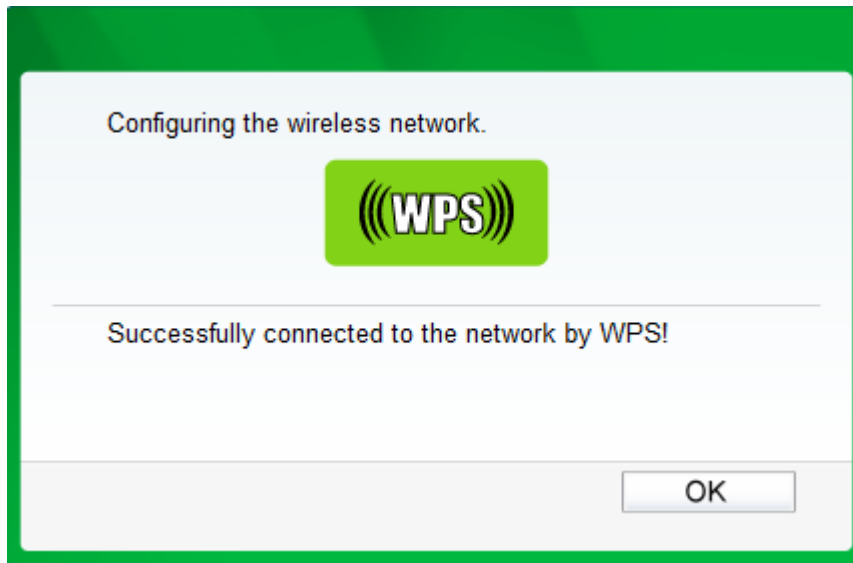 Configuring the wireless network.
WPS
Successfully connected to the network by WPS!
OK